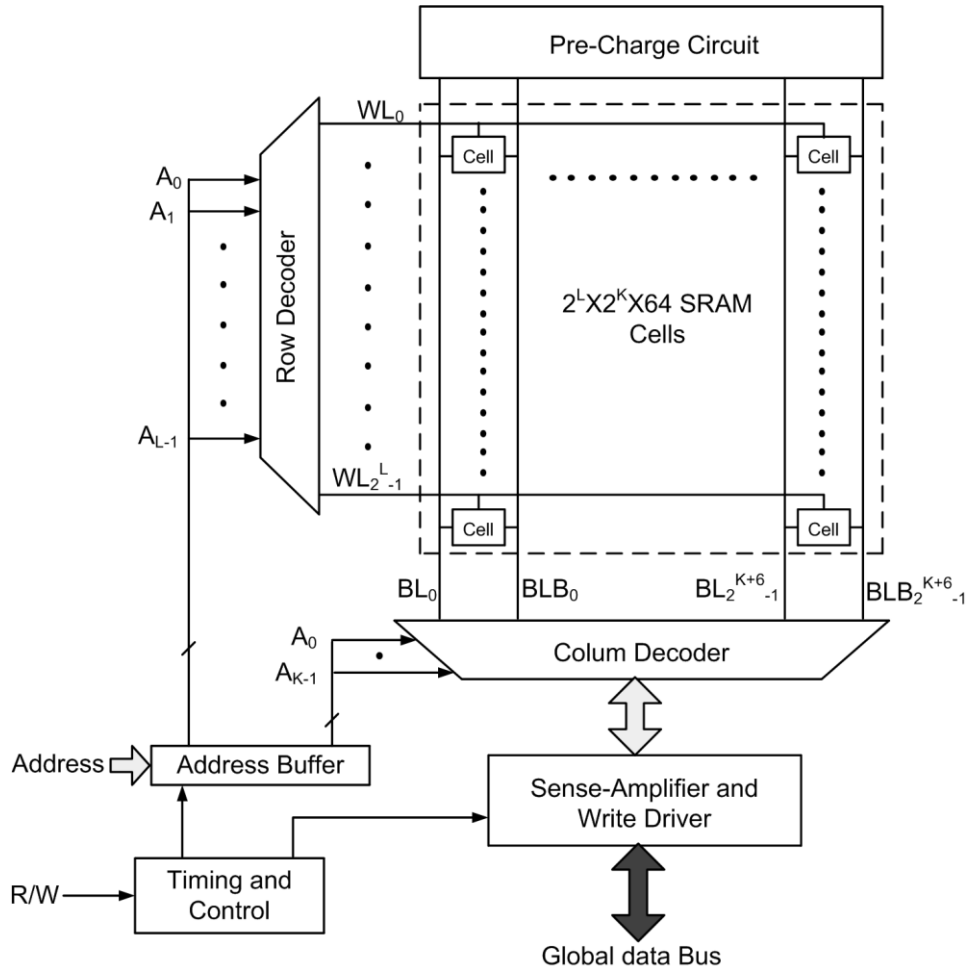 Pre-Charge Circuit
WL₀
Cell
Cell
A₀
A₁
Row Decoder
2ᴸX2ᴷX64 SRAM
Cells
A_L-1
WL₂ᴸ₋₁
Cell
Cell
BL₀
BLB₀
BL₂ᴷ⁺⁶₋₁
BLB₂ᴷ⁺⁶₋₁
A₀
A_K-1
Colum Decoder
Address
Address Buffer
Sense-Amplifier and
Write Driver
R/W
Timing and
Control
Global data Bus